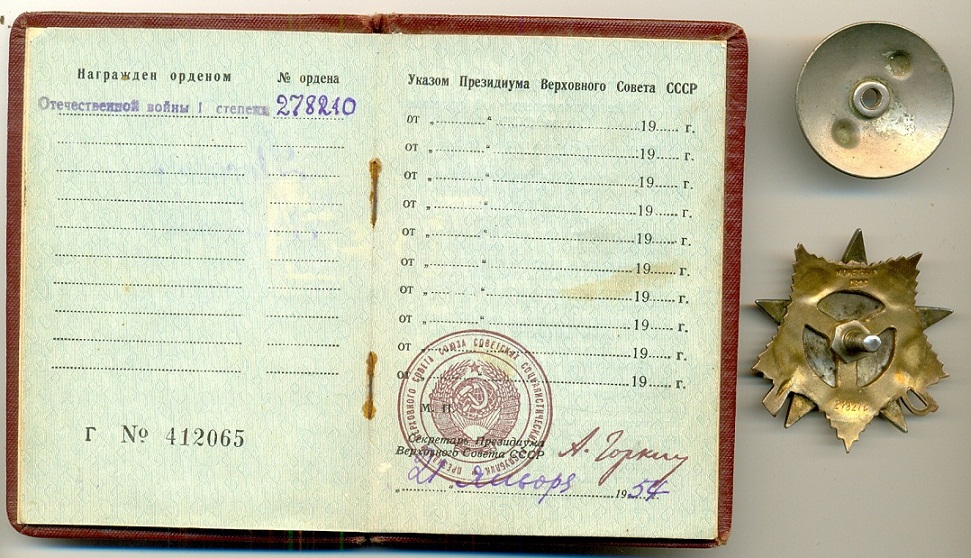 Награжден орденом № ордена
Отечественной войны I степени 278210
Г № 412065
Указом Президиума Верховного Совета СССР
от „ “ 19 г.
от „ “ 19 г.
от „ “ 19 г.
от „ “ 19 г.
от „ “ 19 г.
от „ “ 19 г.
от „ “ 19 г.
от „ “ 19 г.
от „ “ 19 г.
от 19 г.
М. П.
Секретарь Президиума
Верховного Совета СССР
А. Горкин
„21“ Января 1954